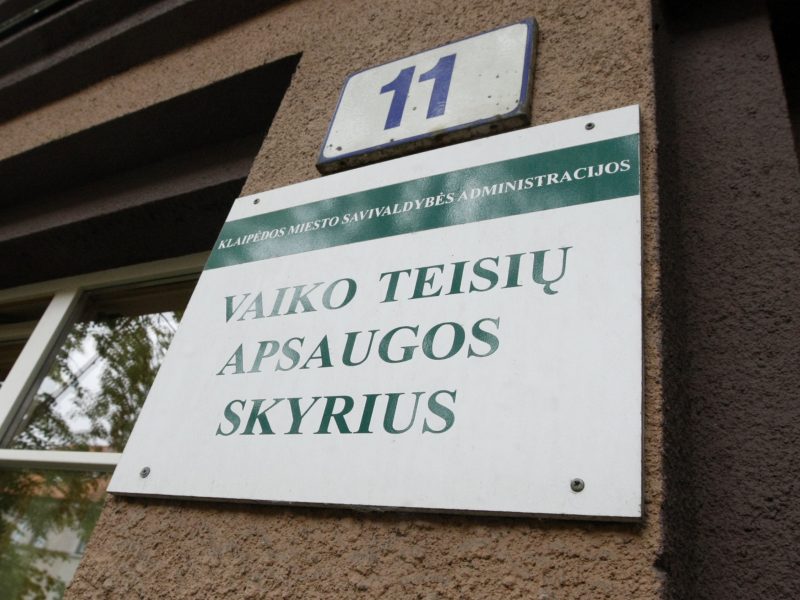 11
KLAIPĖDOS MIESTO SAVIVALDYBĖS ADMINISTRACIJOS
VAIKO TEISIŲ
APSAUGOS
SKYRIUS